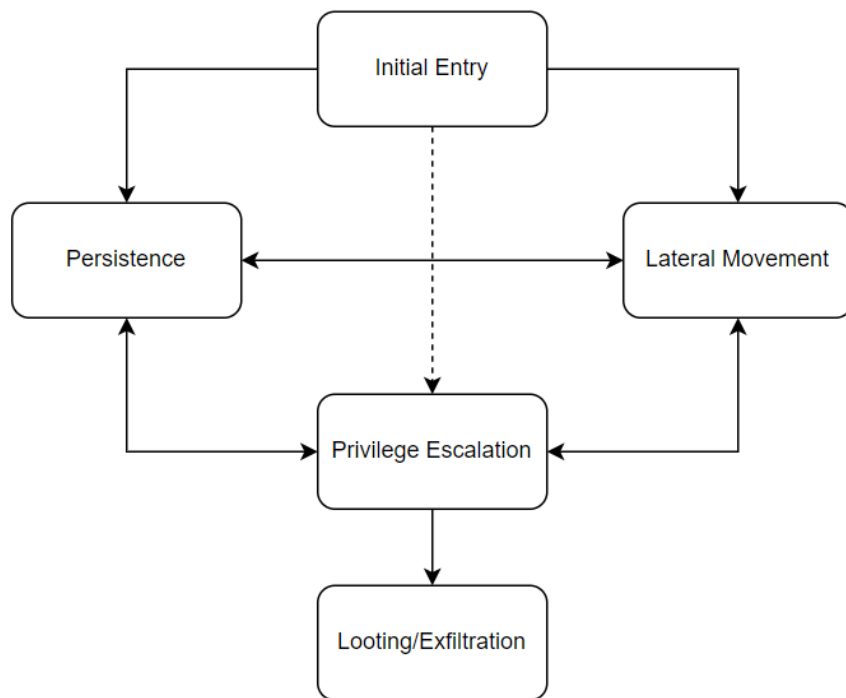 Initial Entry
Persistence
Lateral Movement
Privilege Escalation
Looting/Exfiltration